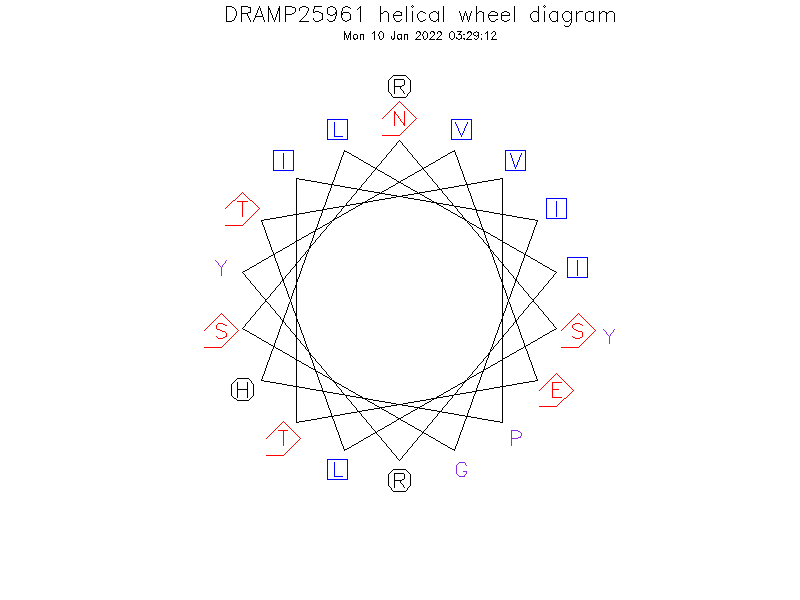 DRAMP25961 helical wheel diagram
Mon 10 Jan 2022 03:29:12
R
N
L V
I V
T I
Y I
S S Y
H E
T P
L R G